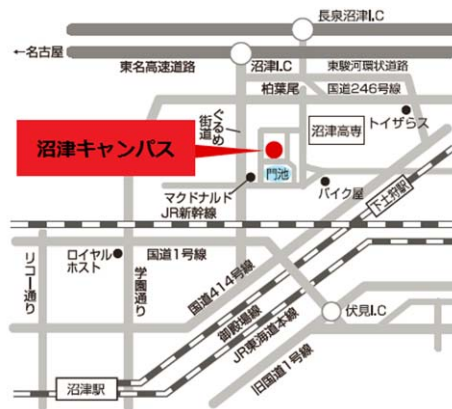 長泉沼津I.C
←名古屋
東名高速道路
沼津I.C
東駿河環状道路
柏葉尾
国道246号線
ぐるめ
街道
トイザらス
沼津高専
沼津キャンパス
門池
マクドナルド
バイク屋
下土狩駅
JR新幹線
リコー通り
ロイヤル
ホスト
学園通り
国道1号線
国道414号線
御殿場線
JR東海道本線
伏見I.C
旧国道1号線
沼津駅